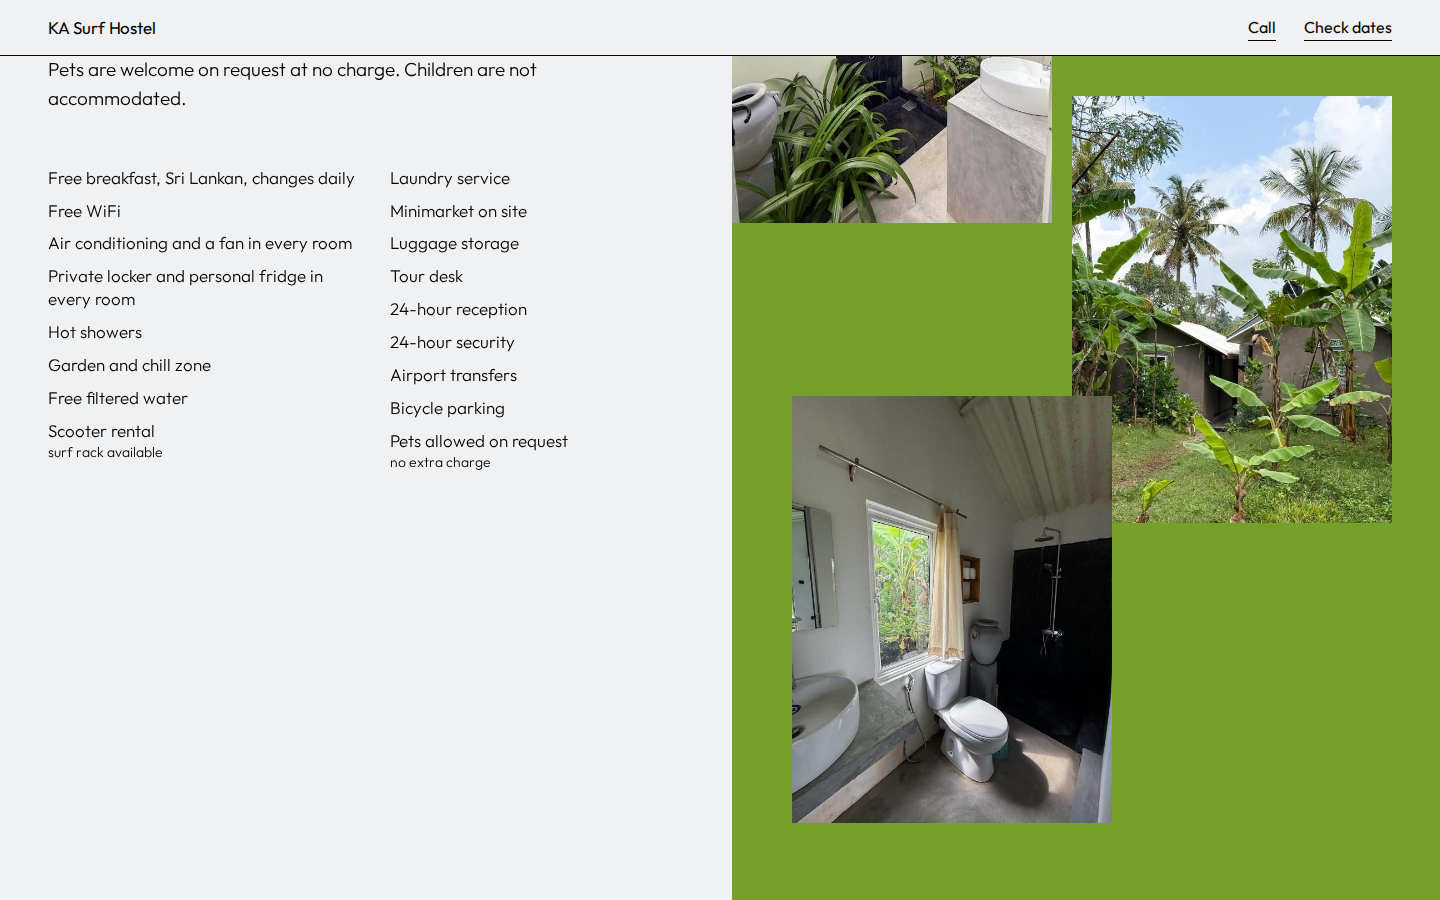 KA Surf Hostel
Call
Check dates
Pets are welcome on request at no charge. Children are not
accommodated.
Free breakfast, Sri Lankan, changes daily
Free WiFi
Air conditioning and a fan in every room
Private locker and personal fridge in
every room
Hot showers
Garden and chill zone
Free filtered water
Scooter rental
surf rack available
Laundry service
Minimarket on site
Luggage storage
Tour desk
24-hour reception
24-hour security
Airport transfers
Bicycle parking
Pets allowed on request
no extra charge